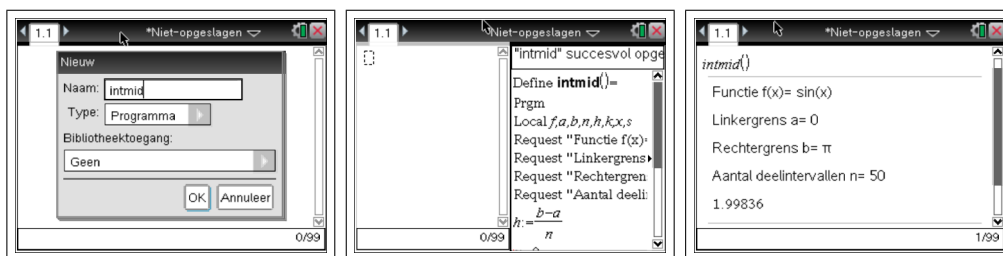 1.1 *Niet-opgeslagen
Nieuw
Naam: intmid
Type: Programma
Bibliotheektoegang:
Geen
OK Annuleer
0/99
1.1 Niet-opgeslagen
"intmid" succesvol opge
Define intmid()=
Prgm
Local f,a,b,n,h,k,x,s
Request "Functie f(x)=
Request "Linkergrens
Request "Rechtergren
Request "Aantal deeli
h:=b-a/n
0/99
1.1 *Niet-opgeslagen
intmid()
Functie f(x)= sin(x)
Linkergrens a= 0
Rechtergrens b= π
Aantal deelintervallen n= 50
1.99836
1/99